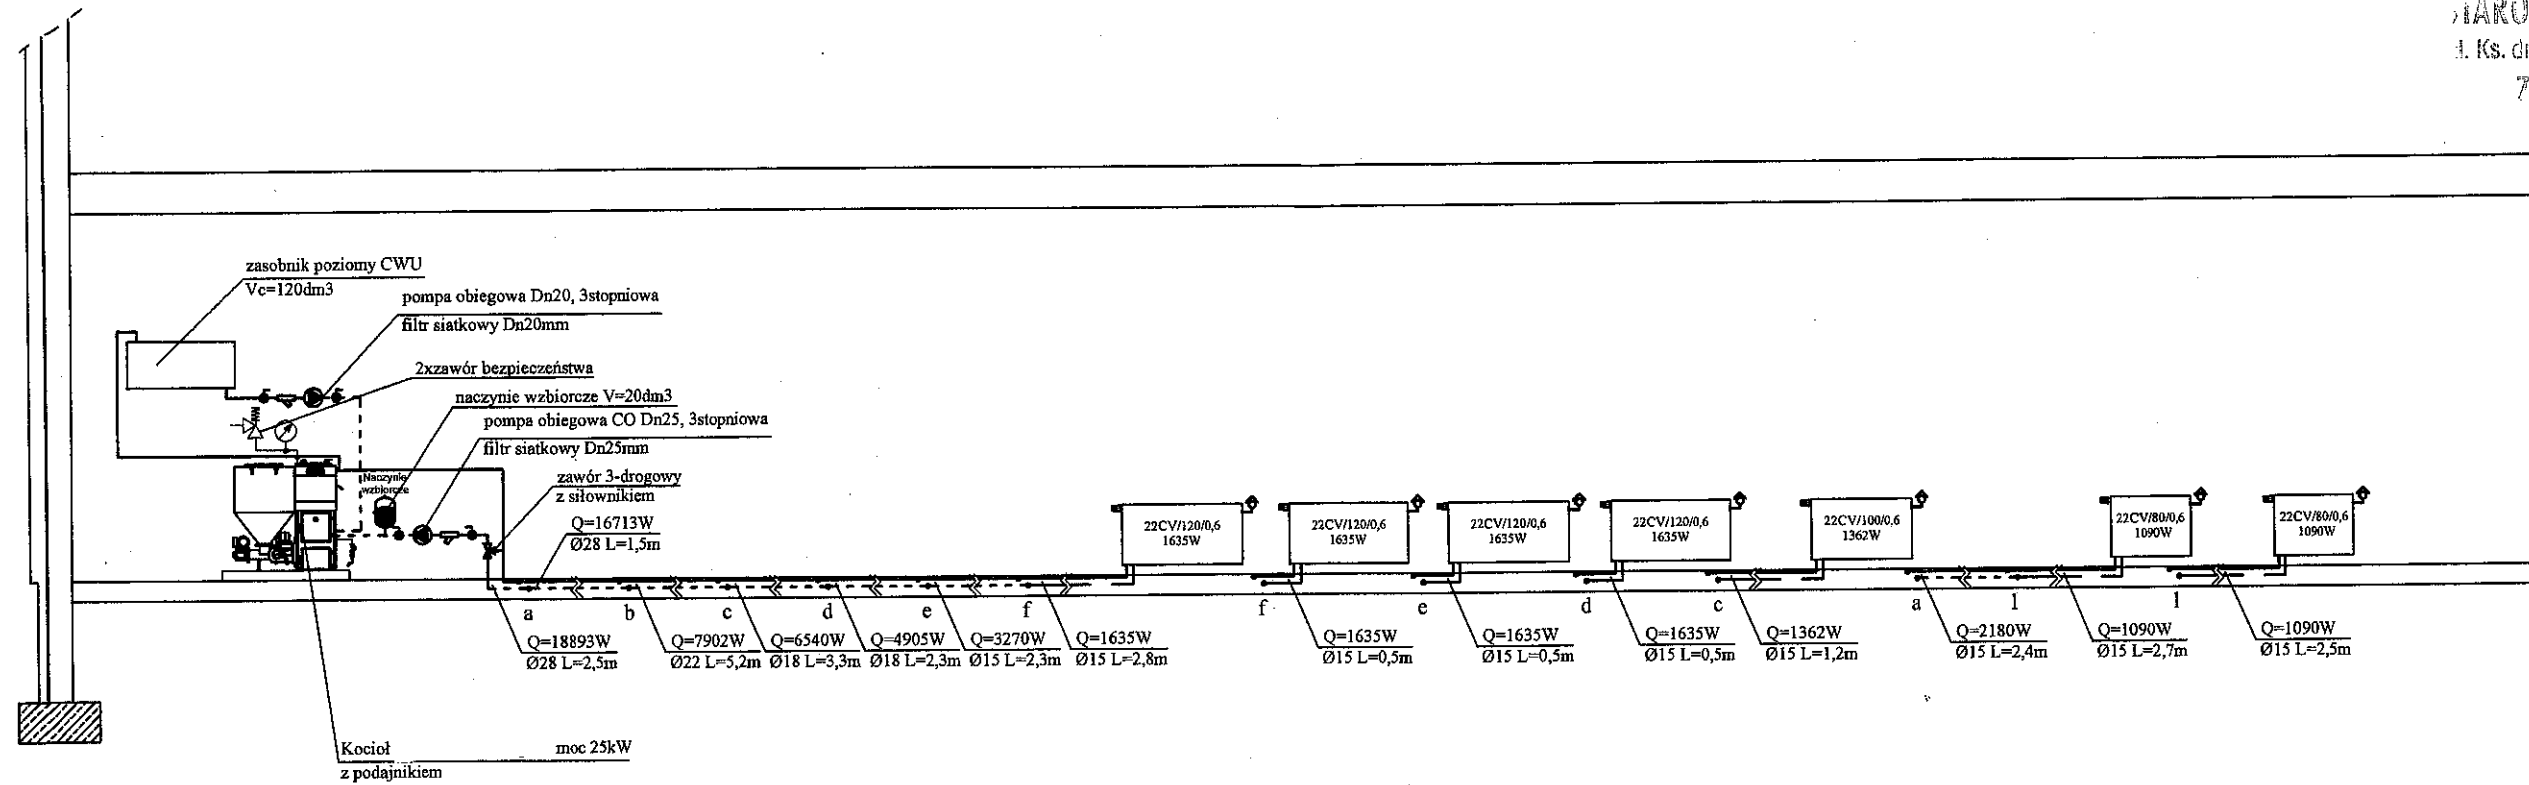 1. Ks. dr
zasobnik poziomy CWU
Vc=120dm3
pompa obiegowa Dn20, 3stopniowa
filtr siatkowy Dn20mm
2xzawór bezpieczeństwa
naczynie wzbiorcze V=20dm3
pompa obiegowa CO Dn25, 3stopniowa
filtr siatkowy Dn25mm
zawór 3-drogowy
z siłownikiem
Naczynie
wzbiorcze
Q=16713W
Ø28 L=1,5m
22CV/120/0,6
1635W
22CV/120/0,6
1635W
22CV/120/0,6
1635W
22CV/120/0,6
1635W
22CV/100/0,6
1362W
22CV/80/0,6
1090W
22CV/80/0,6
1090W
a b c d e f f e d c a l l
Q=18893W
Ø28 L=2,5m
Q=7902W
Ø22 L=5,2m
Q=6540W
Ø18 L=3,3m
Q=4905W
Ø18 L=2,3m
Q=3270W
Ø15 L=2,3m
Q=1635W
Ø15 L=2,8m
Q=1635W
Ø15 L=0,5m
Q=1635W
Ø15 L=0,5m
Q=1635W
Ø15 L=0,5m
Q=1362W
Ø15 L=1,2m
Q=2180W
Ø15 L=2,4m
Q=1090W
Ø15 L=2,7m
Q=1090W
Ø15 L=2,5m
Kocioł moc 25kW
z podajnikiem